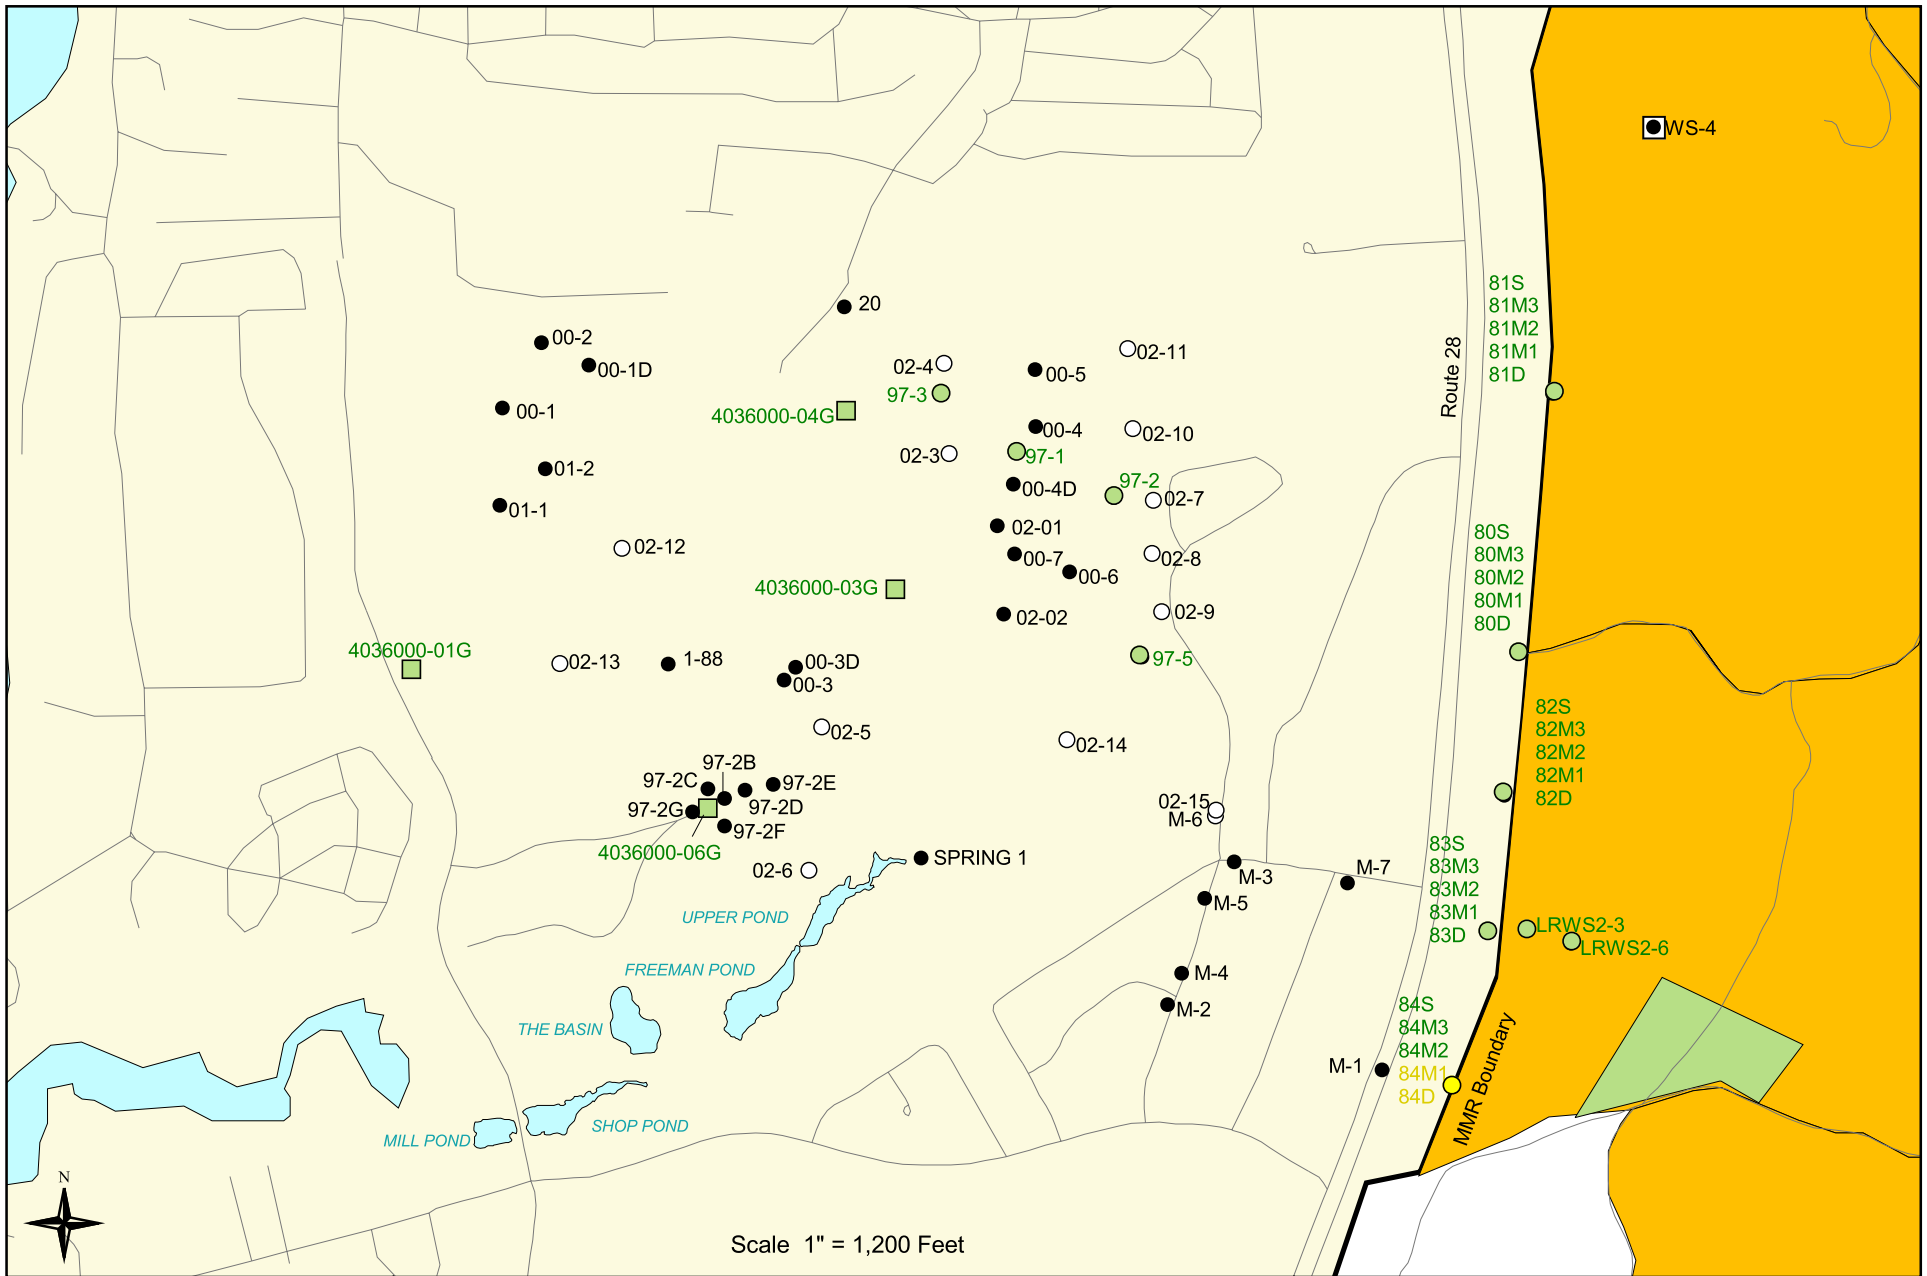 WS-4
81S
81M3
81M2
81M1
81D
20
00-2
00-1D
00-1
02-4
97-3
4036000-04G
00-5
02-11
Route 28
00-4
02-10
02-3
97-1
01-2
00-4D
97-2
02-7
01-1
02-01
02-12
00-7
02-8
00-6
80S
80M3
80M2
80M1
80D
4036000-03G
02-02
02-9
4036000-01G
02-13
1-88
00-3D
00-3
97-5
02-5
02-14
82S
82M3
82M2
82M1
82D
97-2B
97-2C
97-2E
97-2D
97-2G
97-2F
4036000-06G
02-15
M-6
02-6
SPRING 1
M-3
M-7
M-5
83S
83M3
83M2
83M1
83D
LRWS2-3
LRWS2-6
UPPER POND
FREEMAN POND
M-4
M-2
THE BASIN
84S
84M3
84M2
84M1
84D
M-1
MMR Boundary
SHOP POND
MILL POND
N
Scale 1" = 1,200 Feet